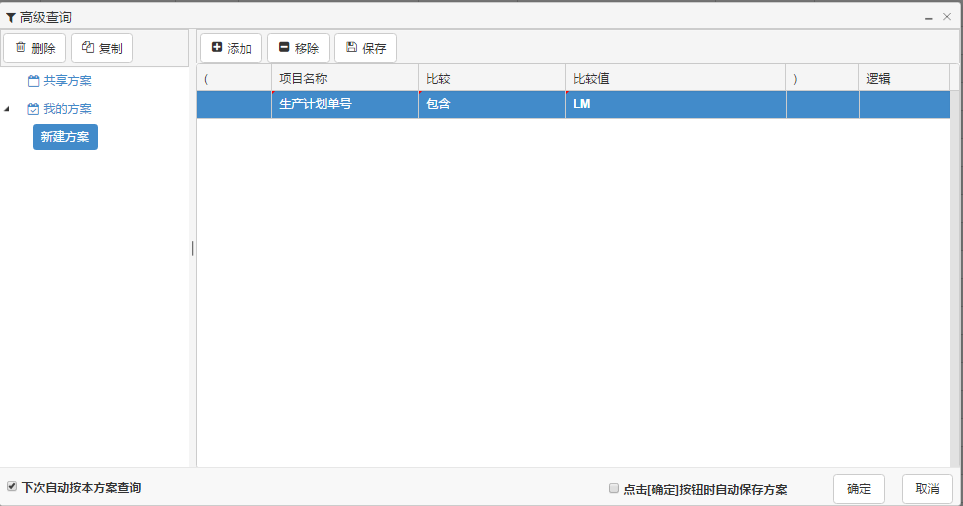 高级查询
删除 复制
添加 移除 保存
( 项目名称 比较 比较值 ) 逻辑
生产计划单号 包含 LM
共享方案
我的方案
新建方案
下次自动按本方案查询
点击[确定]按钮时自动保存方案
确定 取消